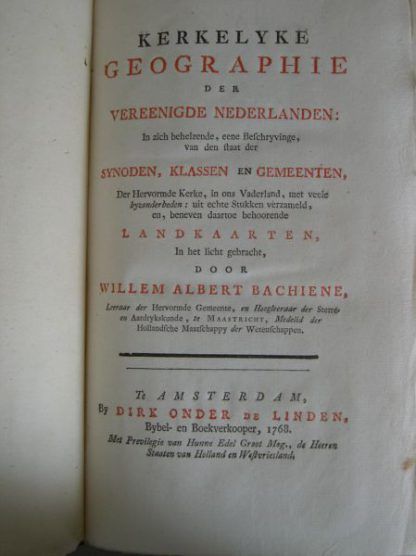 KERKELYKE
GEOGRAPHIE
DER
VEREENIGDE NEDERLANDEN:
In zich behelzende, eene Beſchryvinge,
van den ſtaat der
SYNODEN, KLASSEN EN GEMEENTEN,
Der Hervormde Kerke, in ons Vaderland, met veele
byzonderheden: uit echte Stukken verzameld,
en, beneven daartoe behoorende
LANDKAARTEN,
In het licht gebracht,
DOOR
WILLEM ALBERT BACHIENE,
Leeraar der Hervormde Gemeente, en Hoogleeraar der Sterre-
en Aardrykskunde, te MAASTRICHT, Medelid der
Hollandſche Maatſchappy der Wetenſchappen.
Te AMSTERDAM,
By DIRK ONDER DE LINDEN,
Bybel- en Boekverkooper, 1768.
Met Previlegie van Hunne Edel Groot Mog., de Heeren
Staaten van Holland en Weſtvriesland.